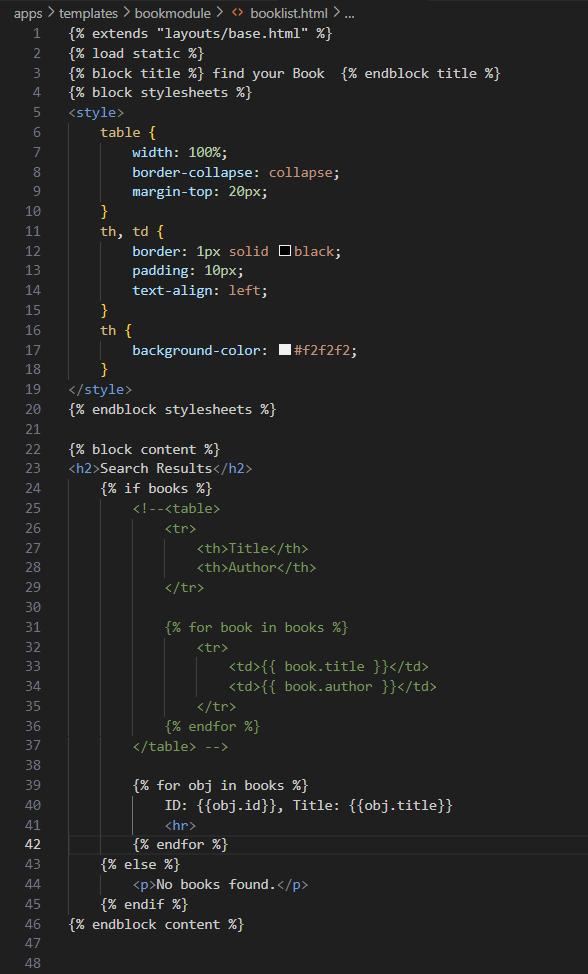 apps > templates > bookmodule > <> booklist.html > ...
1 {% extends "layouts/base.html" %}
2 {% load static %}
3 {% block title %} find your Book  {% endblock title %}
4 {% block stylesheets %}
5 <style>
6     table {
7         width: 100%;
8         border-collapse: collapse;
9         margin-top: 20px;
10     }
11     th, td {
12         border: 1px solid black;
13         padding: 10px;
14         text-align: left;
15     }
16     th {
17         background-color: #f2f2f2;
18     }
19 </style>
20 {% endblock stylesheets %}
21
22 {% block content %}
23 <h2>Search Results</h2>
24     {% if books %}
25         <!--<table>
26             <tr>
27                 <th>Title</th>
28                 <th>Author</th>
29             </tr>
30
31             {% for book in books %}
32                 <tr>
33                     <td>{{ book.title }}</td>
34                     <td>{{ book.author }}</td>
35                 </tr>
36             {% endfor %}
37         </table> -->
38
39         {% for obj in books %}
40             ID: {{obj.id}}, Title: {{obj.title}}
41             <hr>
42         {% endfor %}
43     {% else %}
44         <p>No books found.</p>
45     {% endif %}
46 {% endblock content %}
47
48